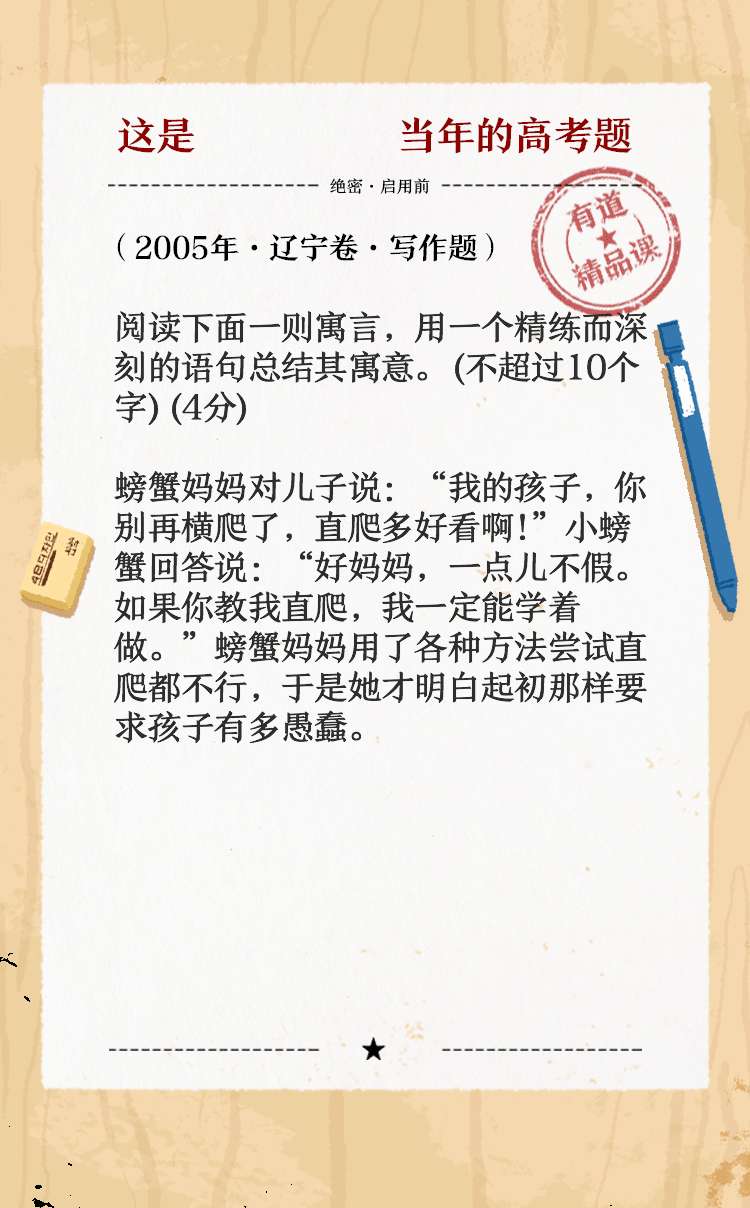 这是 当年的高考题
绝密·启用前
有道
精品课
（2005年·辽宁卷·写作题）
阅读下面一则寓言，用一个精练而深
刻的语句总结其寓意。(不超过10个
字) (4分)
螃蟹妈妈对儿子说：“我的孩子，你
别再横爬了，直爬多好看啊!”小螃
蟹回答说：“好妈妈，一点儿不假。
如果你教我直爬，我一定能学着
做。”螃蟹妈妈用了各种方法尝试直
爬都不行，于是她才明白起初那样要
求孩子有多愚蠢。